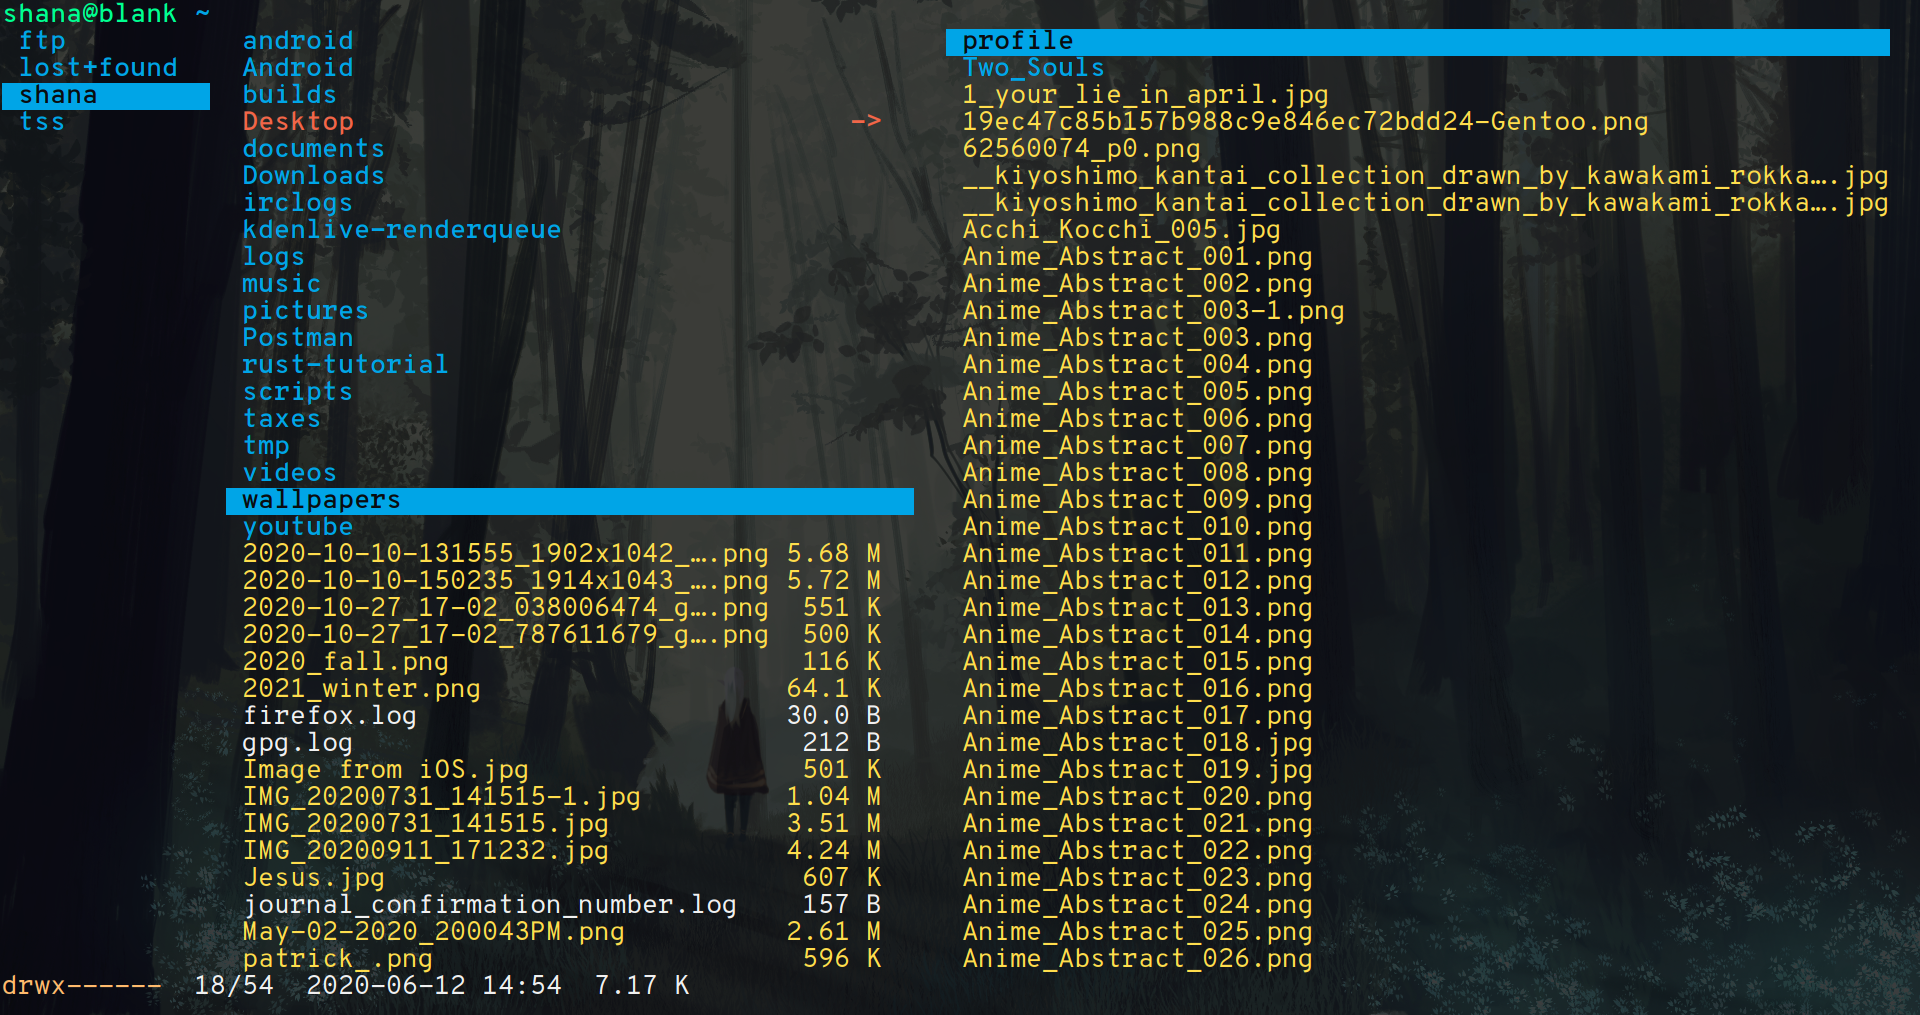 shana@blank ~
ftp
lost+found
shana
tss
android
Android
builds
Desktop ->
documents
Downloads
irclogs
kdenlive-renderqueue
logs
music
pictures
Postman
rust-tutorial
scripts
taxes
tmp
videos
wallpapers
youtube
2020-10-10-131555_1902x1042_….png 5.68 M
2020-10-10-150235_1914x1043_….png 5.72 M
2020-10-27_17-02_038006474_g….png 551 K
2020-10-27_17-02_787611679_g….png 500 K
2020_fall.png 116 K
2021_winter.png 64.1 K
firefox.log 30.0 B
gpg.log 212 B
Image from iOS.jpg 501 K
IMG_20200731_141515-1.jpg 1.04 M
IMG_20200731_141515.jpg 3.51 M
IMG_20200911_171232.jpg 4.24 M
Jesus.jpg 607 K
journal_confirmation_number.log 157 B
May-02-2020_200043PM.png 2.61 M
patrick_.png 596 K
profile
Two_Souls
1_your_lie_in_april.jpg
19ec47c85b157b988c9e846ec72bdd24-Gentoo.png
62560074_p0.png
__kiyoshimo_kantai_collection_drawn_by_kawakami_rokka….jpg
__kiyoshimo_kantai_collection_drawn_by_kawakami_rokka….jpg
Acchi_Kocchi_005.jpg
Anime_Abstract_001.png
Anime_Abstract_002.png
Anime_Abstract_003-1.png
Anime_Abstract_003.png
Anime_Abstract_004.png
Anime_Abstract_005.png
Anime_Abstract_006.png
Anime_Abstract_007.png
Anime_Abstract_008.png
Anime_Abstract_009.png
Anime_Abstract_010.png
Anime_Abstract_011.png
Anime_Abstract_012.png
Anime_Abstract_013.png
Anime_Abstract_014.png
Anime_Abstract_015.png
Anime_Abstract_016.png
Anime_Abstract_017.png
Anime_Abstract_018.jpg
Anime_Abstract_019.jpg
Anime_Abstract_020.png
Anime_Abstract_021.png
Anime_Abstract_022.png
Anime_Abstract_023.png
Anime_Abstract_024.png
Anime_Abstract_025.png
Anime_Abstract_026.png
drwx------ 18/54 2020-06-12 14:54 7.17 K